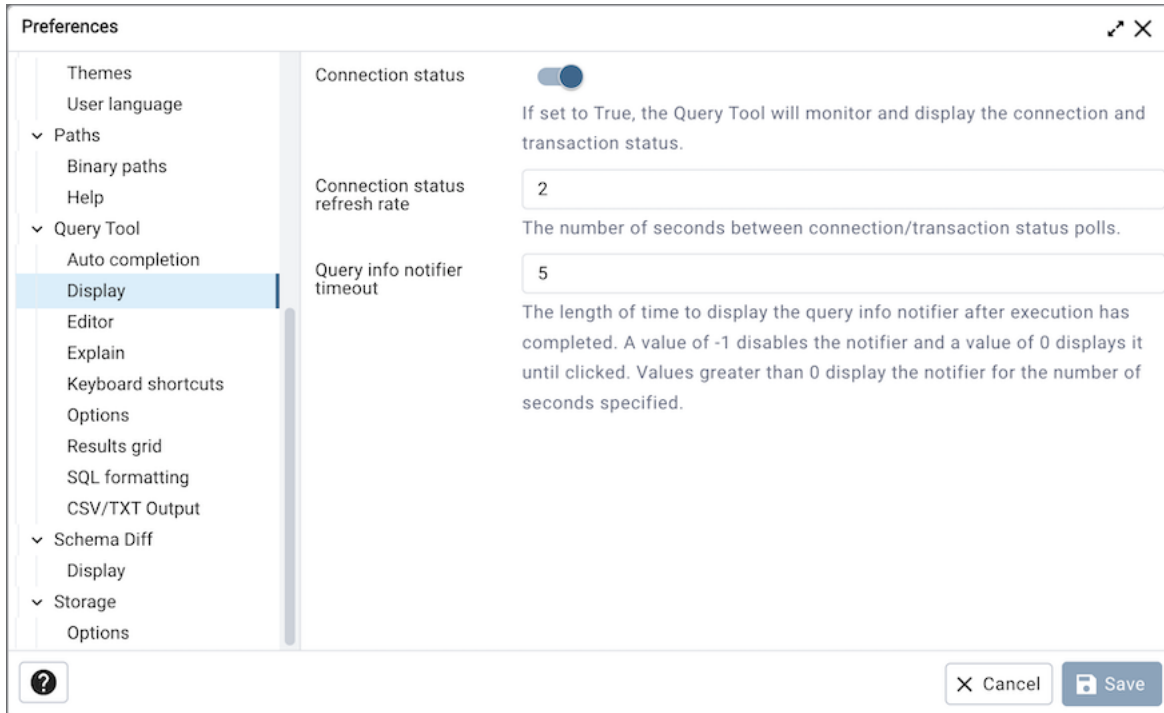 Preferences
Themes
User language
Paths
Binary paths
Help
Query Tool
Auto completion
Display
Editor
Explain
Keyboard shortcuts
Options
Results grid
SQL formatting
CSV/TXT Output
Schema Diff
Display
Storage
Options
Connection status
If set to True, the Query Tool will monitor and display the connection and
transaction status.
Connection status
refresh rate
2
The number of seconds between connection/transaction status polls.
Query info notifier
timeout
5
The length of time to display the query info notifier after execution has
completed. A value of -1 disables the notifier and a value of 0 displays it
until clicked. Values greater than 0 display the notifier for the number of
seconds specified.
?
Cancel
Save